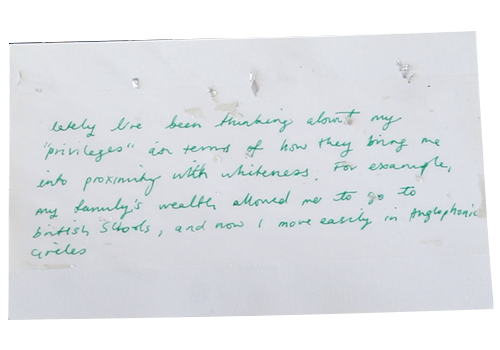 lately I've been thinking about my
"privileges" in terms of how they bring me
into proximity with whiteness. For example,
my family's wealth allowed me to go to
british schools, and now I move easily in Anglophonic
circles